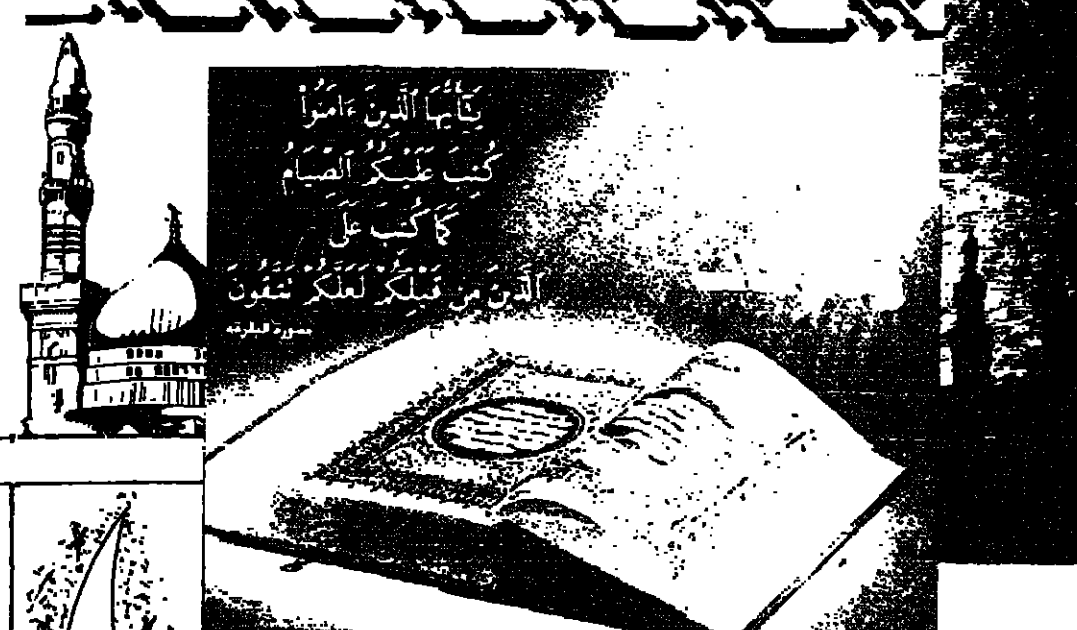 يَٰٓأَيُّهَا ٱلَّذِينَ ءَامَنُوا۟
كُتِبَ عَلَيْكُمُ ٱلصِّيَامُ
كَمَا كُتِبَ عَلَى
ٱلَّذِينَ مِن قَبْلِكُمْ لَعَلَّكُمْ تَتَّقُونَ
سورة البقرة